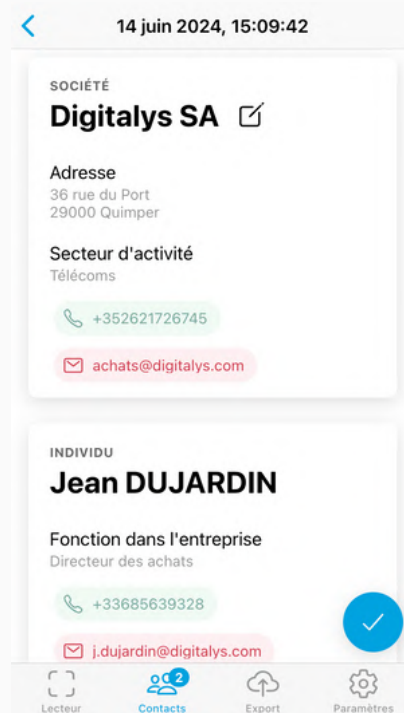 14 juin 2024, 15:09:42
SOCIÉTÉ
Digitalys SA
Adresse
36 rue du Port
29000 Quimper
Secteur d'activité
Télécoms
+352621726745
achats@digitalys.com
INDIVIDU
Jean DUJARDIN
Fonction dans l'entreprise
Directeur des achats
+33685639328
j.dujardin@digitalys.com
2
Lecteur
Contacts
Export
Paramètres